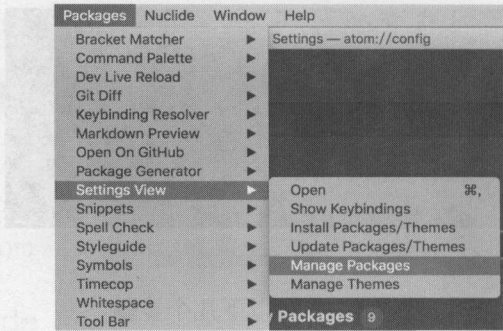 Packages Nuclide Window Help
Bracket Matcher
Settings — atom://config
Command Palette
Dev Live Reload
Git Diff
Keybinding Resolver
Markdown Preview
Open On GitHub
Package Generator
Settings View
Open ⌘,
Snippets
Show Keybindings
Spell Check
Install Packages/Themes
Styleguide
Update Packages/Themes
Symbols
Manage Packages
Timecop
Manage Themes
Whitespace
Packages 9
Tool Bar